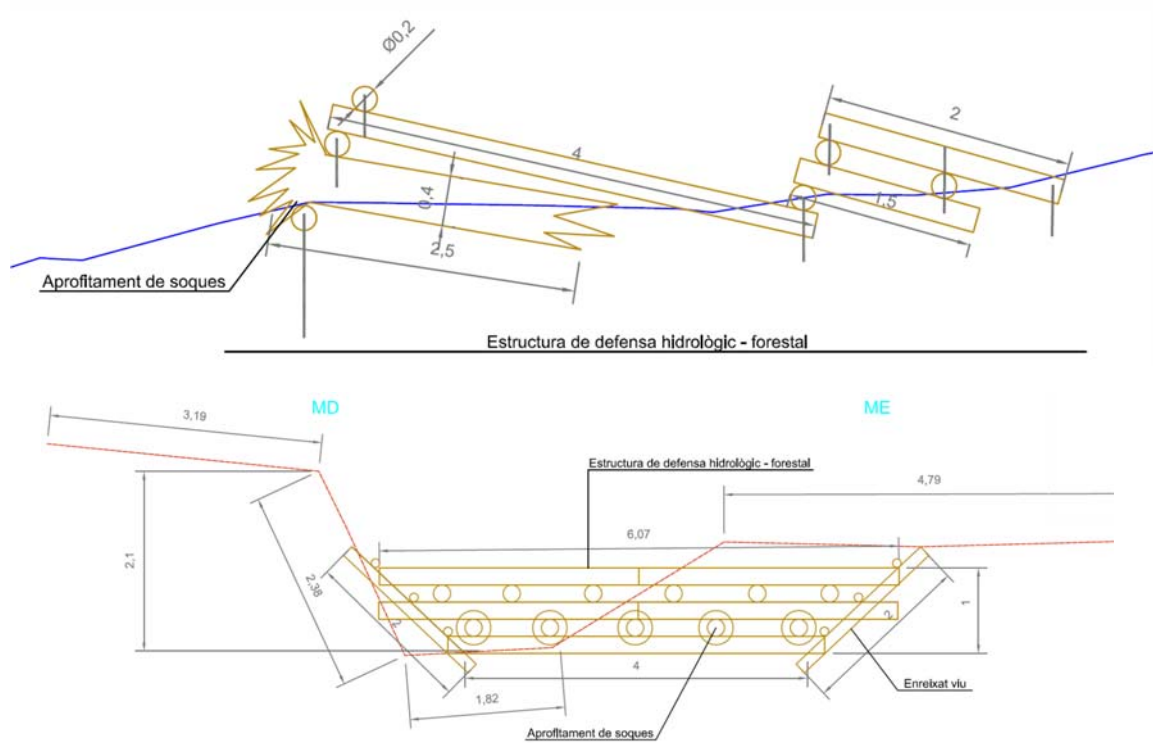 Ø0,2
2
4
0,4
1,5
2,5
Aprofitament de soques
Estructura de defensa hidrològic - forestal
MD
ME
3,19
Estructura de defensa hidrològic - forestal
4,79
6,07
2,1
2,38
2
2
1
4
1,82
Enreixat viu
Aprofitament de soques